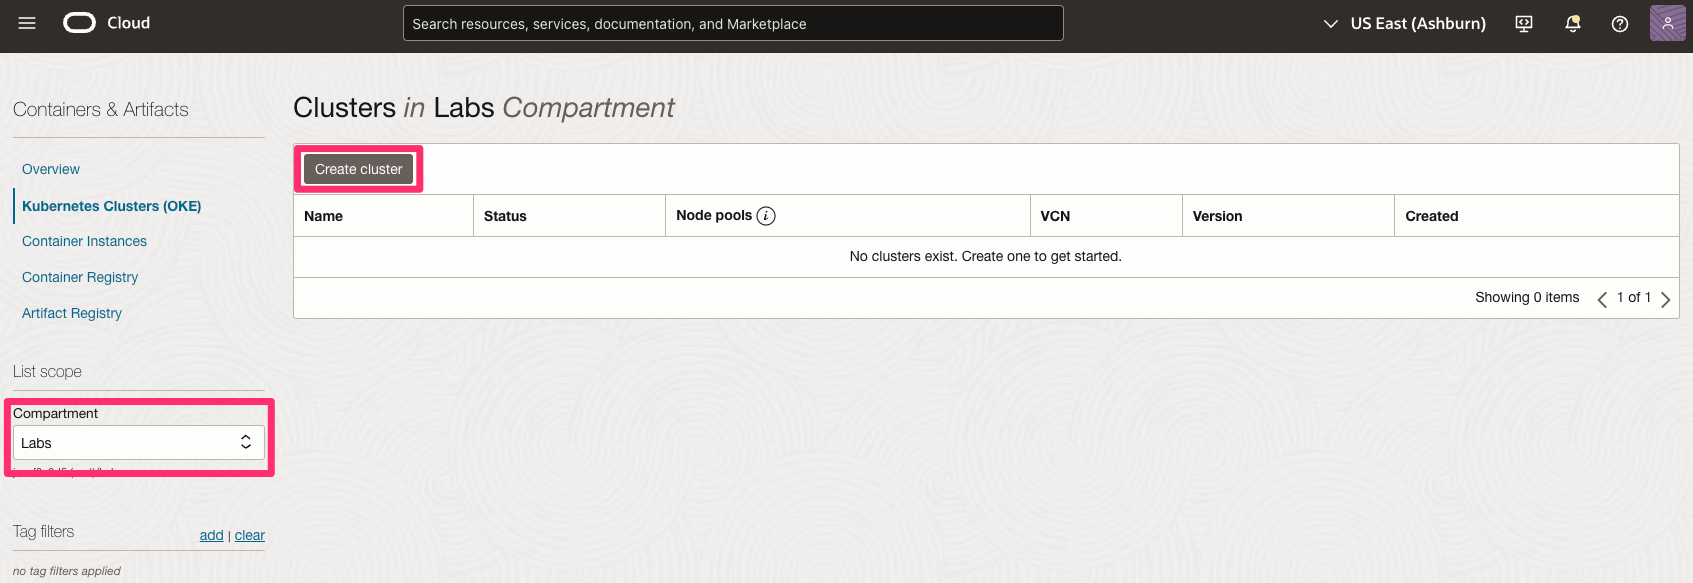 Cloud
Search resources, services, documentation, and Marketplace
US East (Ashburn)
Containers & Artifacts
Overview
Kubernetes Clusters (OKE)
Container Instances
Container Registry
Artifact Registry
List scope
Compartment
Labs
Tag filters
add | clear
no tag filters applied
Clusters in Labs Compartment
Create cluster
Name Status Node pools VCN Version Created
No clusters exist. Create one to get started.
Showing 0 items 1 of 1